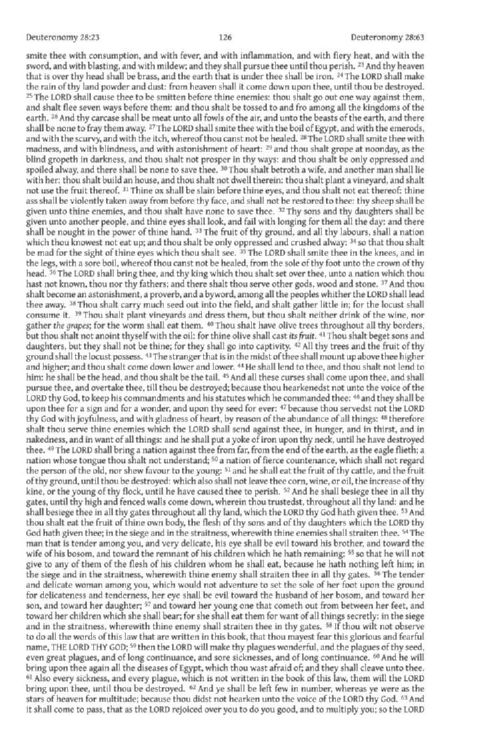 Deuteronomy 28:23 126 Deuteronomy 28:63
smite thee with consumption, and with fever, and with inflammation, and with fiery heat, and with the
sword, and with blasting, and with mildew; and they shall pursue thee until thou perish. 23 And thy heaven
that is over thy head shall be brass, and the earth that is under thee shall be iron. 24 The LORD shall make
the rain of thy land powder and dust: from heaven shall it come down upon thee, until thou be destroyed.
25 The LORD shall cause thee to be smitten before thine enemies: thou shalt go out one way against them,
and shalt flee seven ways before them: and thou shalt be tossed to and fro among all the kingdoms of the
earth. 26 And thy carcase shall be meat unto all fowls of the air, and unto the beasts of the earth, and there
shall be none to fray them away. 27 The LORD shall smite thee with the boil of Egypt, and with the emerods,
and with the scurvy, and with the itch, whereof thou canst not be healed. 28 The LORD shall smite thee with
madness, and with blindness, and with astonishment of heart: 29 and thou shalt grope at noonday, as the
blind gropeth in darkness, and thou shalt not prosper in thy ways: and thou shalt be only oppressed and
spoiled alway, and there shall be none to save thee. 30 Thou shalt betroth a wife, and another man shall lie
with her: thou shalt build an house, and thou shalt not dwell therein: thou shalt plant a vineyard, and shalt
not use the fruit thereof. 31 Thine ox shall be slain before thine eyes, and thou shalt not eat thereof: thine
ass shall be violently taken away from before thy face, and shall not be restored to thee: thy sheep shall be
given unto thine enemies, and thou shalt have none to save thee. 32 Thy sons and thy daughters shall be
given unto another people, and thine eyes shall look, and fail with longing for them all the day: and there
shall be nought in the power of thine hand. 33 The fruit of thy ground, and all thy labours, shall a nation
which thou knowest not eat up; and thou shalt be only oppressed and crushed alway: 34 so that thou shalt
be mad for the sight of thine eyes which thou shalt see. 35 The LORD shall smite thee in the knees, and in
the legs, with a sore boil, whereof thou canst not be healed, from the sole of thy foot unto the crown of thy
head. 36 The LORD shall bring thee, and thy king which thou shalt set over thee, unto a nation which thou
hast not known, thou nor thy fathers; and there shalt thou serve other gods, wood and stone. 37 And thou
shalt become an astonishment, a proverb, and a byword, among all the peoples whither the LORD shall lead
thee away. 38 Thou shalt carry much seed out into the field, and shalt gather little in; for the locust shall
consume it. 39 Thou shalt plant vineyards and dress them, but thou shalt neither drink of the wine, nor
gather the grapes; for the worm shall eat them. 40 Thou shalt have olive trees throughout all thy borders,
but thou shalt not anoint thyself with the oil; for thine olive shall cast its fruit. 41 Thou shalt beget sons and
daughters, but they shall not be thine; for they shall go into captivity. 42 All thy trees and the fruit of thy
ground shall the locust possess. 43 The stranger that is in the midst of thee shall mount up above thee higher
and higher; and thou shalt come down lower and lower. 44 He shall lend to thee, and thou shalt not lend to
him: he shall be the head, and thou shalt be the tail. 45 And all these curses shall come upon thee, and shall
pursue thee, and overtake thee, till thou be destroyed; because thou hearkenedst not unto the voice of the
LORD thy God, to keep his commandments and his statutes which he commanded thee: 46 and they shall be
upon thee for a sign and for a wonder, and upon thy seed for ever: 47 because thou servedst not the LORD
thy God with joyfulness, and with gladness of heart, by reason of the abundance of all things: 48 therefore
shalt thou serve thine enemies which the LORD shall send against thee, in hunger, and in thirst, and in
nakedness, and in want of all things: and he shall put a yoke of iron upon thy neck, until he have destroyed
thee. 49 The LORD shall bring a nation against thee from far, from the end of the earth, as the eagle flieth; a
nation whose tongue thou shalt not understand; 50 a nation of fierce countenance, which shall not regard
the person of the old, nor shew favour to the young: 51 and he shall eat the fruit of thy cattle, and the fruit
of thy ground, until thou be destroyed: which also shall not leave thee corn, wine, or oil, the increase of thy
kine, or the young of thy flock, until he have caused thee to perish. 52 And he shall besiege thee in all thy
gates, until thy high and fenced walls come down, wherein thou trustedst, throughout all thy land: and he
shall besiege thee in all thy gates throughout all thy land, which the LORD thy God hath given thee. 53 And
thou shalt eat the fruit of thine own body, the flesh of thy sons and of thy daughters which the LORD thy
God hath given thee; in the siege and in the straitness, wherewith thine enemies shall straiten thee. 54 The
man that is tender among you, and very delicate, his eye shall be evil toward his brother, and toward the
wife of his bosom, and toward the remnant of his children which he hath remaining: 55 so that he will not
give to any of them of the flesh of his children whom he shall eat, because he hath nothing left him; in
the siege and in the straitness, wherewith thine enemy shall straiten thee in all thy gates. 56 The tender
and delicate woman among you, which would not adventure to set the sole of her foot upon the ground
for delicateness and tenderness, her eye shall be evil toward the husband of her bosom, and toward her
son, and toward her daughter; 57 and toward her young one that cometh out from between her feet, and
toward her children which she shall bear; for she shall eat them for want of all things secretly: in the siege
and in the straitness, wherewith thine enemy shall straiten thee in thy gates. 58 If thou wilt not observe
to do all the words of this law that are written in this book, that thou mayest fear this glorious and fearful
name, THE LORD THY GOD; 59 then the LORD will make thy plagues wonderful, and the plagues of thy seed,
even great plagues, and of long continuance, and sore sicknesses, and of long continuance. 60 And he will
bring upon thee again all the diseases of Egypt, which thou wast afraid of; and they shall cleave unto thee.
61 Also every sickness, and every plague, which is not written in the book of this law, them will the LORD
bring upon thee, until thou be destroyed. 62 And ye shall be left few in number, whereas ye were as the
stars of heaven for multitude; because thou didst not hearken unto the voice of the LORD thy God. 63 And
it shall come to pass, that as the LORD rejoiced over you to do you good, and to multiply you; so the LORD